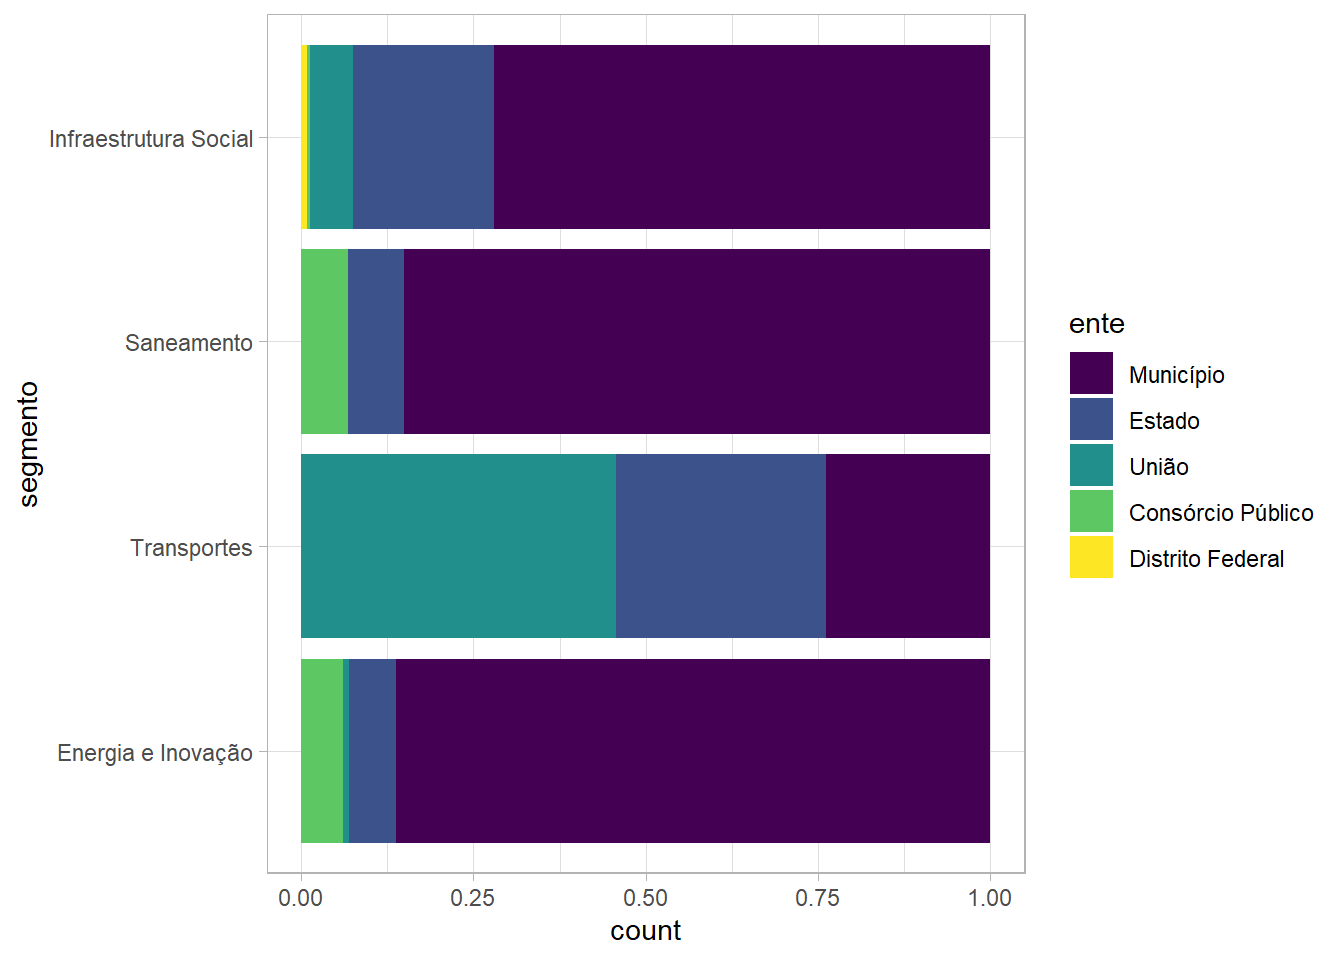 segmento
Infraestrutura Social
Saneamento
Transportes
Energia e Inovação
0.00 0.25 0.50 0.75 1.00
count
ente
Município
Estado
União
Consórcio Público
Distrito Federal